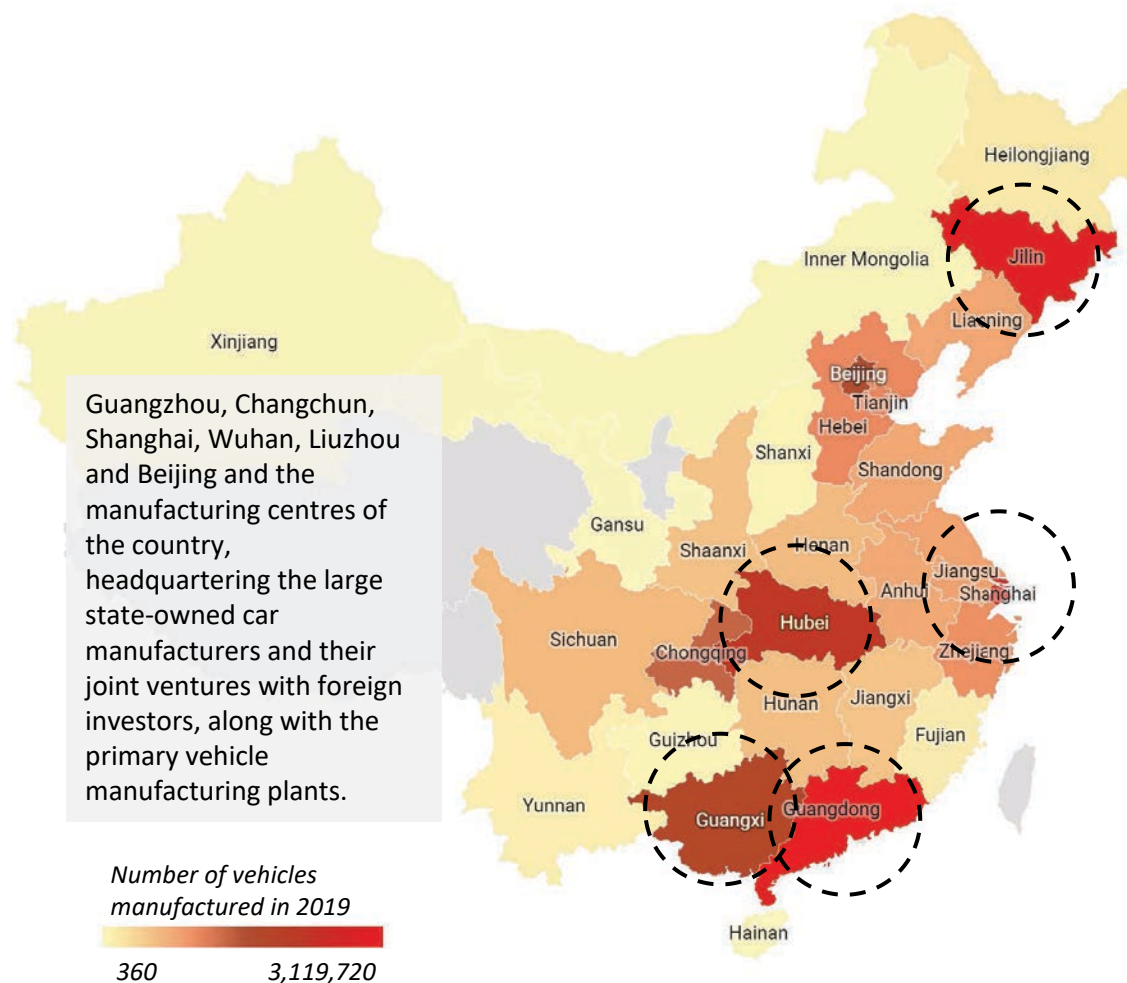 Heilongjiang
Jilin
Inner Mongolia
Liaoning
Xinjiang
Beijing
Tianjin
Hebei
Shanxi
Shandong
Gansu
Shaanxi
Henan
Jiangsu
Anhui
Shanghai
Hubei
Sichuan
Chongqing
Zhejiang
Hunan
Jiangxi
Guizhou
Fujian
Yunnan
Guangxi
Guangdong
Hainan
Guangzhou, Changchun,
Shanghai, Wuhan, Liuzhou
and Beijing and the
manufacturing centres of
the country,
headquartering the large
state-owned car
manufacturers and their
joint ventures with foreign
investors, along with the
primary vehicle
manufacturing plants.
Number of vehicles
manufactured in 2019
360 3,119,720